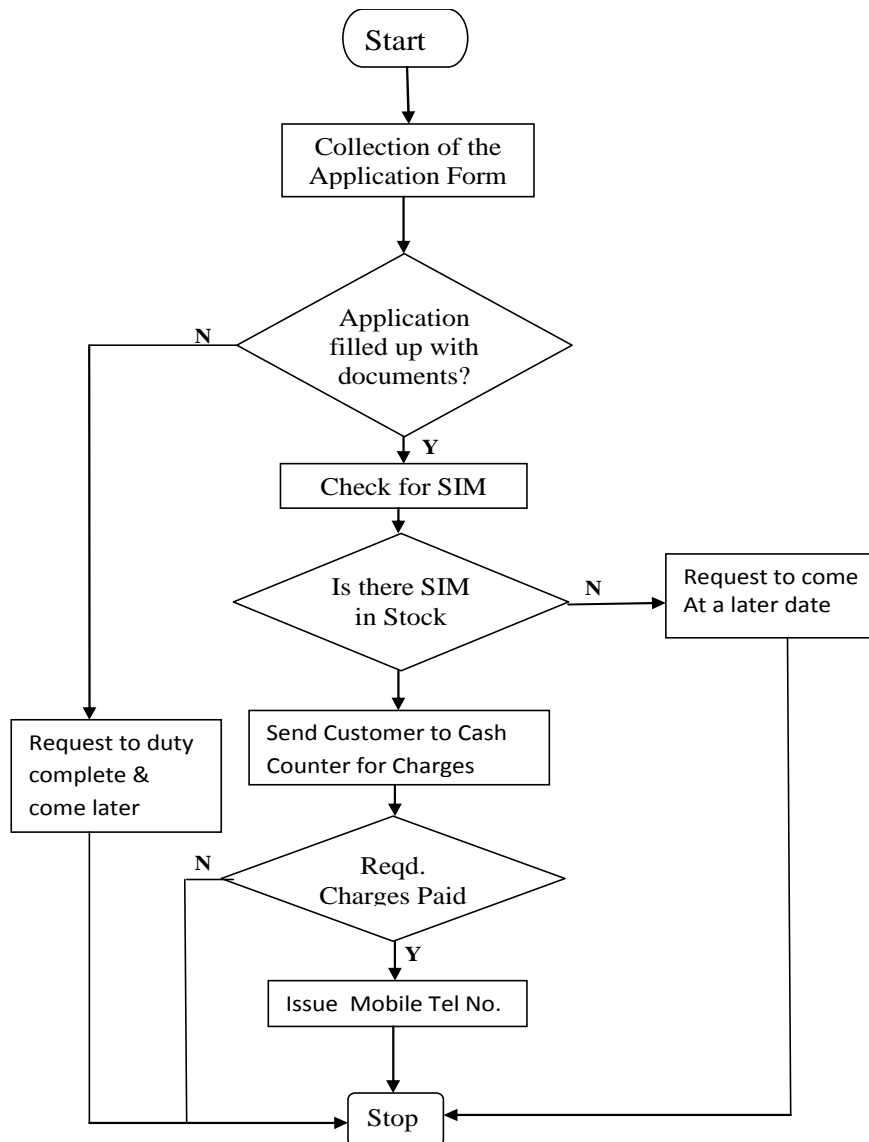 Start
Collection of the
Application Form
Application
filled up with
documents?
N
Y
Check for SIM
Is there SIM
in Stock
N
Request to come
At a later date
Send Customer to Cash
Counter for Charges
Request to duty
complete &
come later
Reqd.
Charges Paid
N
Y
Issue Mobile Tel No.
Stop